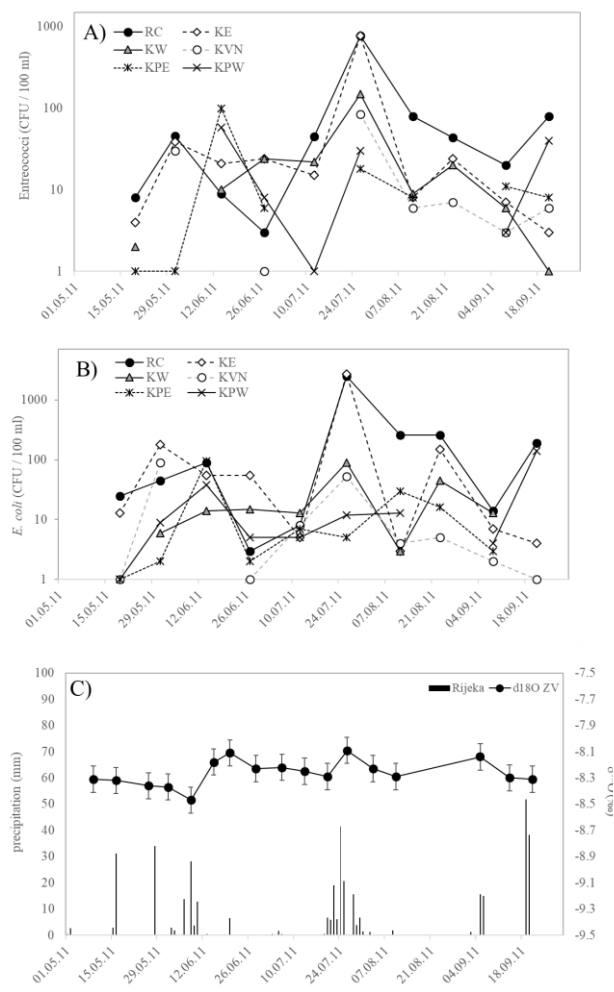 A)
RC KE
KW KVN
KPE KPW
Entreococci (CFU / 100 ml)
1000
100
10
1
01.05.11 15.05.11 29.05.11 12.06.11 26.06.11 10.07.11 24.07.11 07.08.11 21.08.11 04.09.11 18.09.11
B)
RC KE
KW KVN
KPE KPW
E. coli (CFU / 100 ml)
1000
100
10
1
01.05.11 15.05.11 29.05.11 12.06.11 26.06.11 10.07.11 24.07.11 07.08.11 21.08.11 04.09.11 18.09.11
C)
Rijeka d18O ZV
precipitation (mm)
100 -7.5
90
80 -7.7
70 -7.9
60 -8.1
50 -8.3
40 -8.5
30 -8.7
20 -8.9
10 -9.1
0 -9.3
-9.5
(‰)
01.05.11 15.05.11 29.05.11 12.06.11 26.06.11 10.07.11 24.07.11 07.08.11 21.08.11 04.09.11 18.09.11